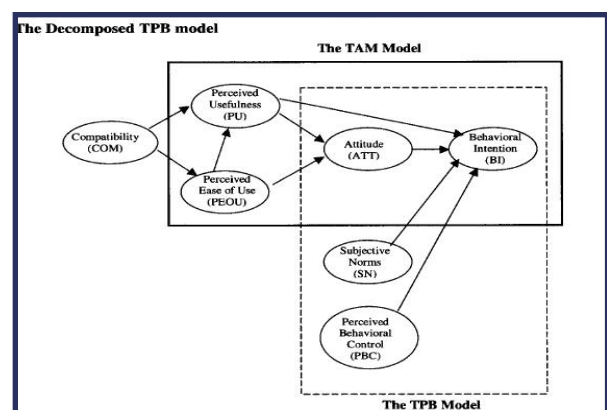 The Decomposed TPB model
The TAM Model
Perceived
Usefulness
(PU)
Compatibility
(COM)
Attitude
(ATT)
Behavioral
Intention
(BI)
Perceived
Ease of Use
(PEOU)
Subjective
Norms
(SN)
Perceived
Behavioral
Control
(PBC)
The TPB Model